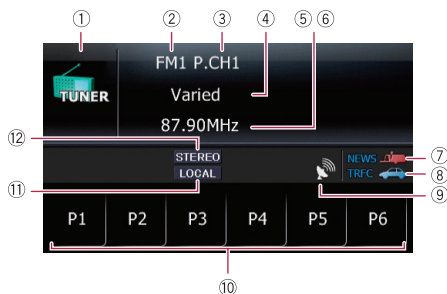 ① ② ③ ④ ⑤ ⑥
FM1 P.CH1
TUNER
Varied
87.90MHz
⑫
STEREO
NEWS ⑦
LOCAL
TRFC ⑧
⑪ ⑨
P1 P2 P3 P4 P5 P6
⑩